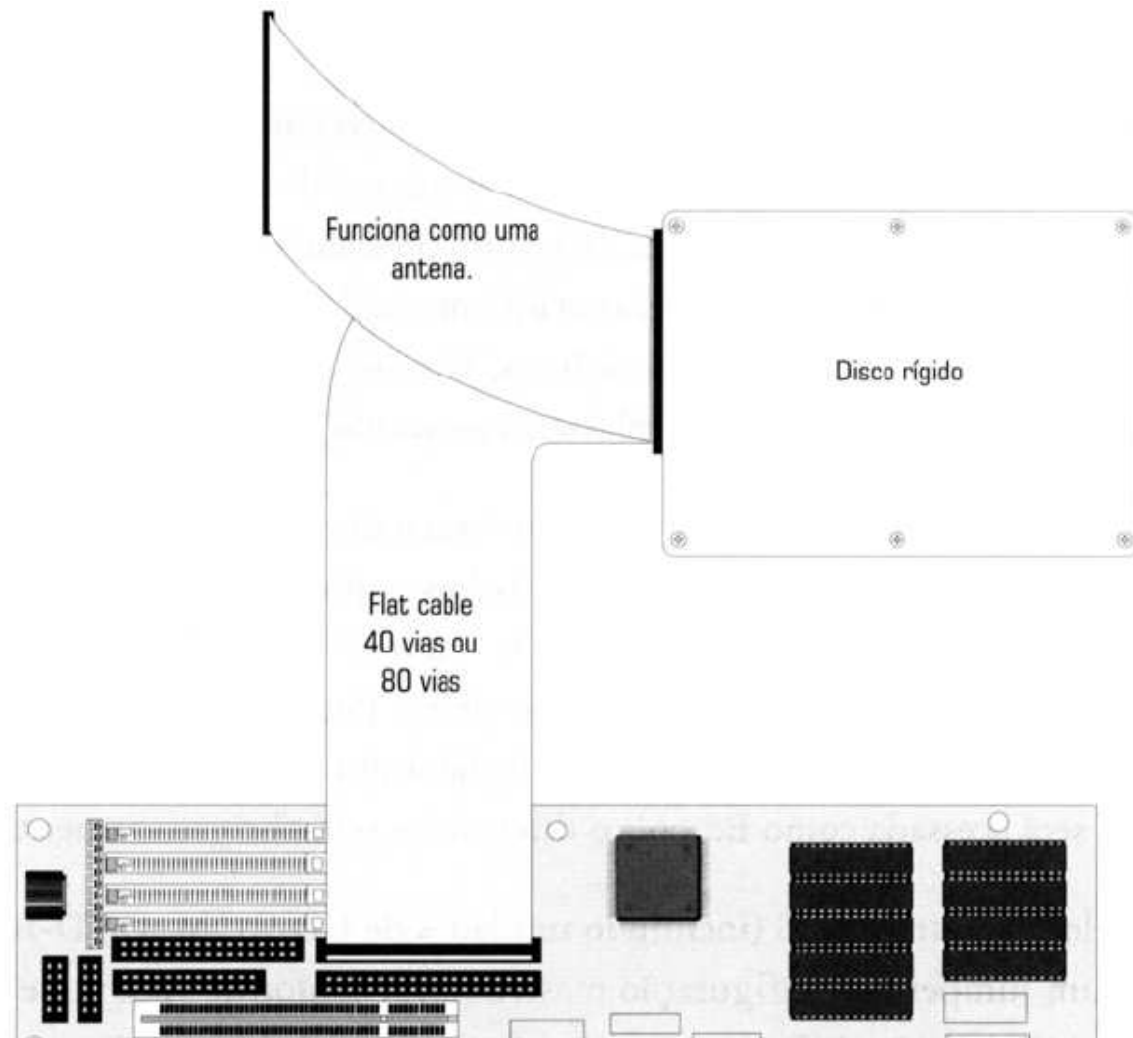 Funciona como uma
antena.
Disco rígido
Flat cable
40 vias ou
80 vias